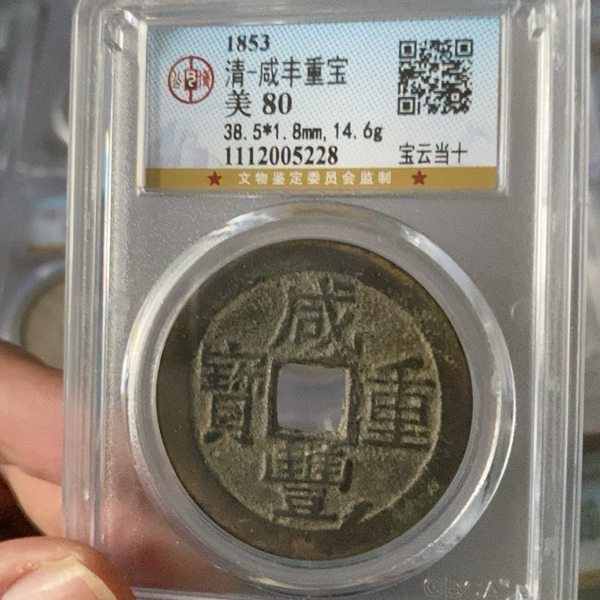 1853
清-咸丰重宝
美 80
38.5*1.8mm, 14.6g
1112005228
宝云当十
★ 文物鉴定委员会监制 ★
咸
寶 重
豐